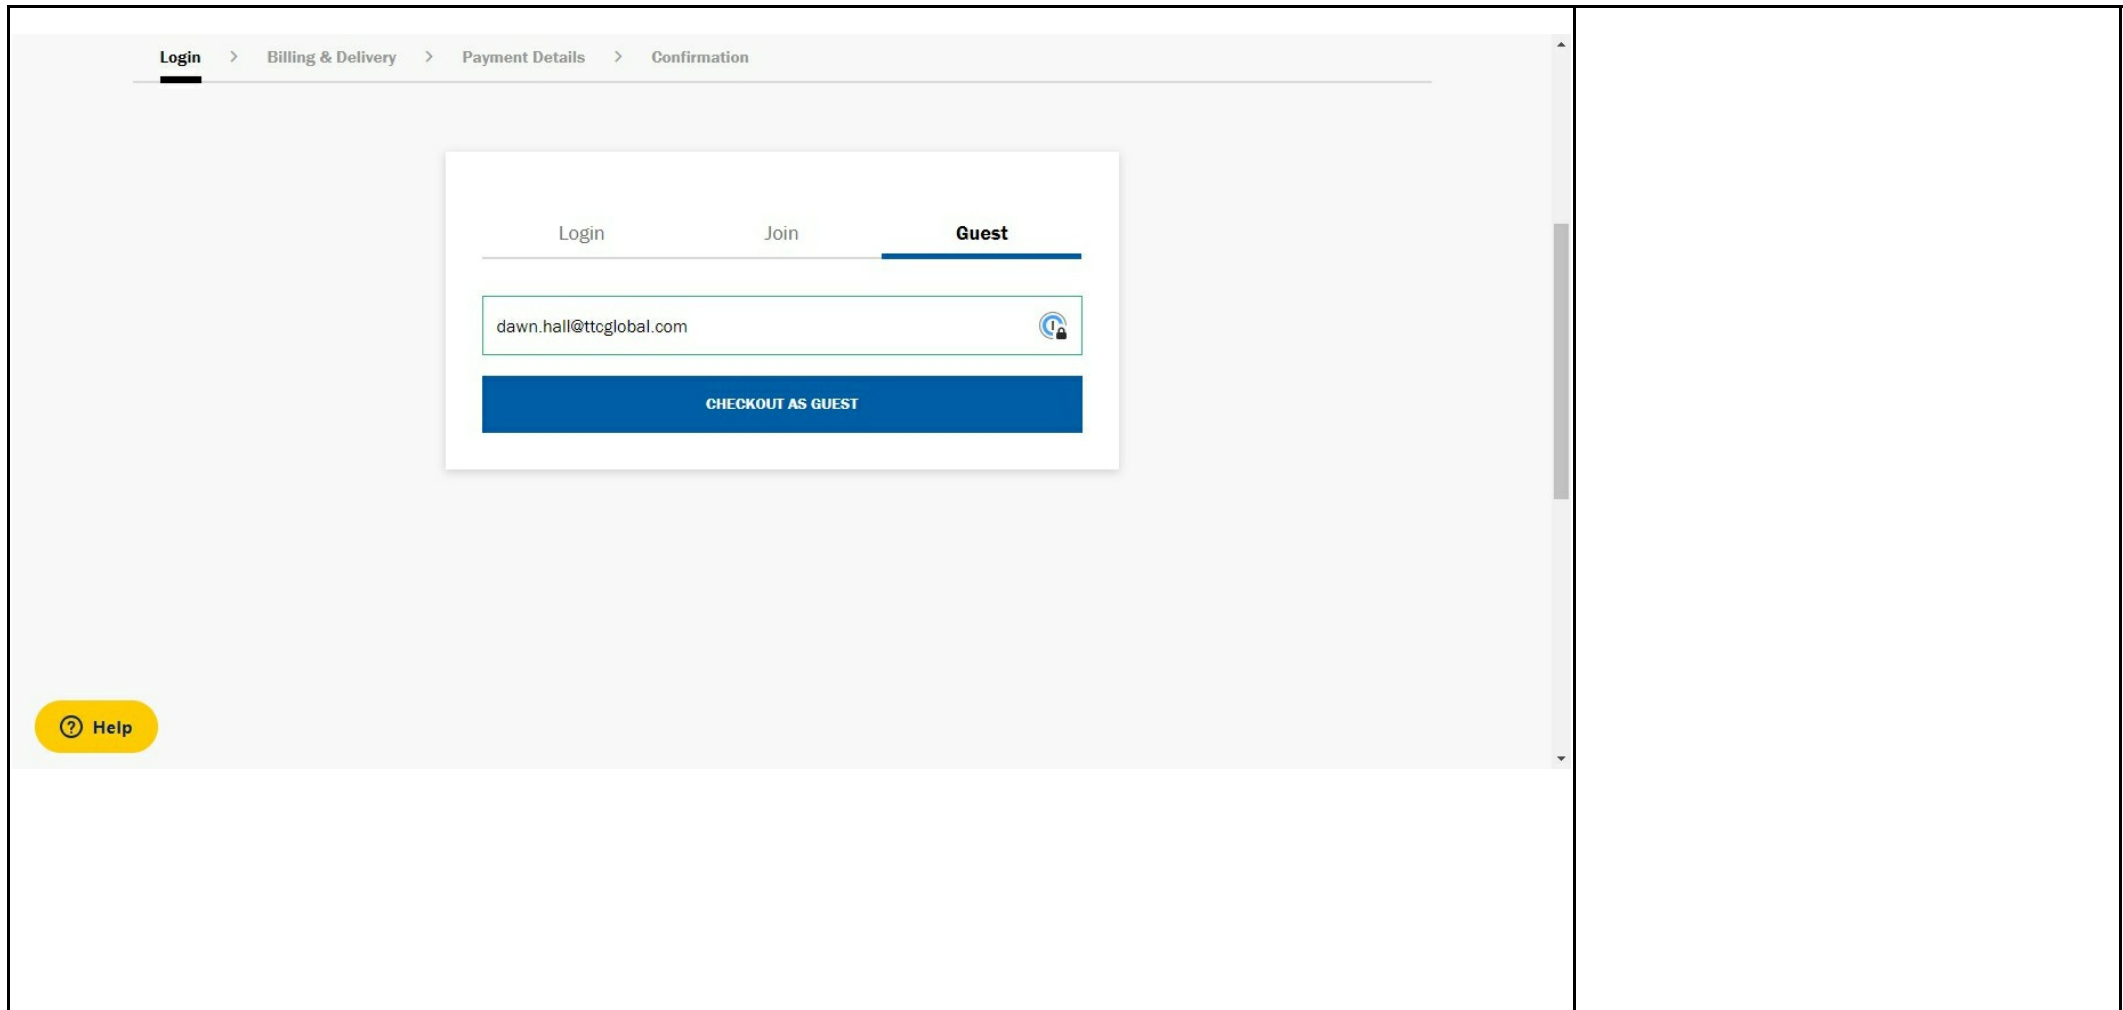 Login > Billing & Delivery > Payment Details > Confirmation
Login Join Guest
dawn.hall@ttcglobal.com
CHECKOUT AS GUEST
Help